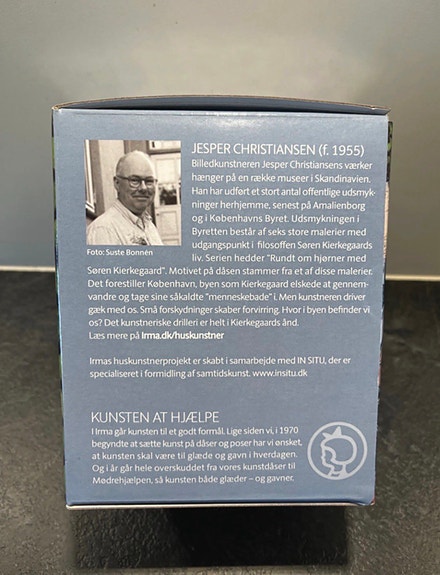 JESPER CHRISTIANSEN (f. 1955)
Billedkunstneren Jesper Christiansens værker
hænger på en række museer i Skandinavien.
Han har udført et stort antal offentlige udsmyk-
ninger herhjemme, senest på Amalienborg
og i Københavns Byret. Udsmykningen i
Byretten består af seks store malerier med
udgangspunkt i filosoffen Søren Kierkegaards
liv. Serien hedder "Rundt om hjørner med
Foto: Suste Bonnén
Søren Kierkegaard". Motivet på dåsen stammer fra et af disse malerier.
Det forestiller København, byen som Kierkegaard elskede at gennem-
vandre og tage sine såkaldte "menneskebade" i. Men kunstneren driver
gæk med os. Små forskydninger skaber forvirring. Hvor i byen befinder vi
os? Det kunstneriske drilleri er helt i Kierkegaards ånd.
Læs mere på Irma.dk/huskunstner
Irmas huskunstnerprojekt er skabt i samarbejde med IN SITU, der er
specialiseret i formidling af samtidskunst. www.insitu.dk
KUNSTEN AT HJÆLPE
I Irma går kunsten til et godt formål. Lige siden vi, i 1970
begyndte at sætte kunst på dåser og poser har vi ønsket,
at kunsten skal være til glæde og gavn i hverdagen.
Og i år går hele overskuddet fra vores kunstdåser til
Mødrehjælpen, så kunsten både glæder – og gavner.